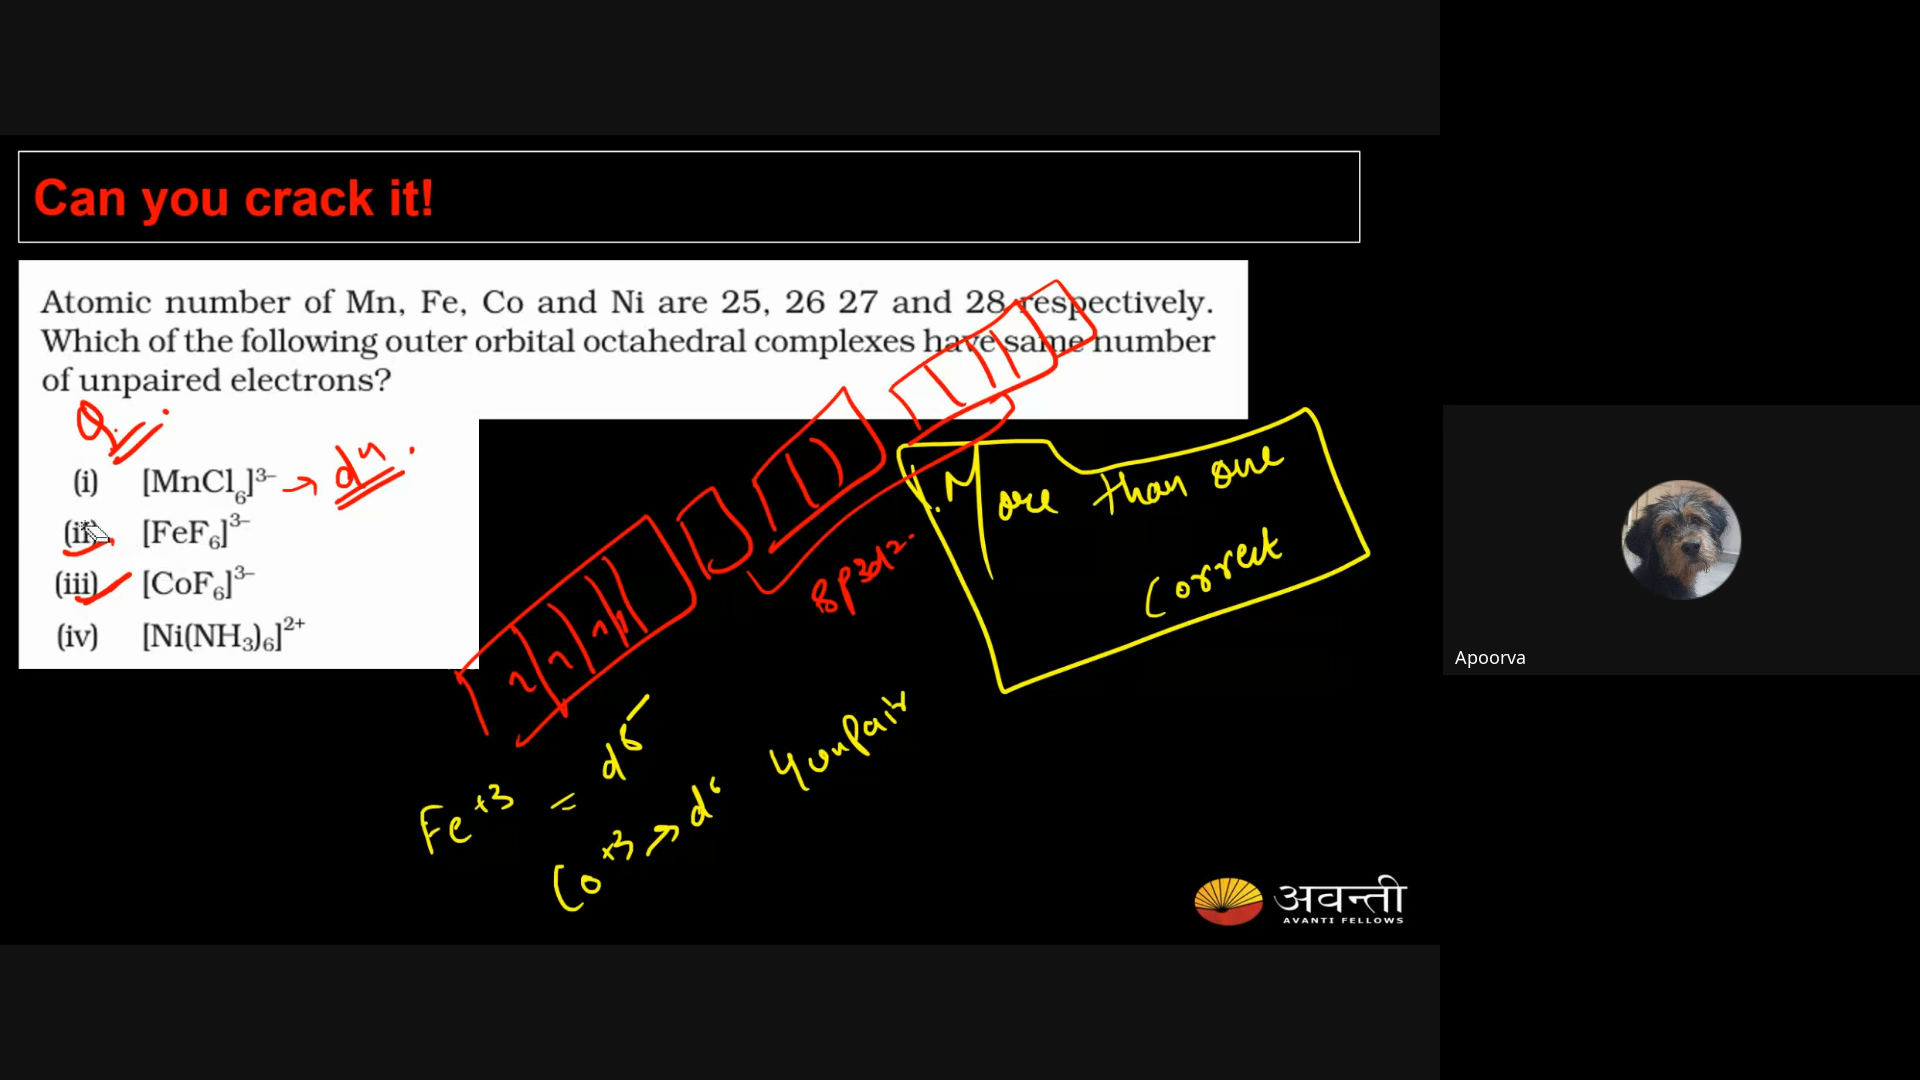 Can you crack it!
Atomic number of Mn, Fe, Co and Ni are 25, 26 27 and 28 respectively.
Which of the following outer orbital octahedral complexes have same number
of unpaired electrons?
(i) [MnCl₆]³⁻ → d⁴.
(ii) [FeF₆]³⁻
(iii) [CoF₆]³⁻
(iv) [Ni(NH₃)₆]²⁺
More than one
Correct
sp³d².
Fe⁺³ = d⁵
Co⁺³ → d⁶ 4 unpair
Apoorva
अवन्ती
AVANTI FELLOWS